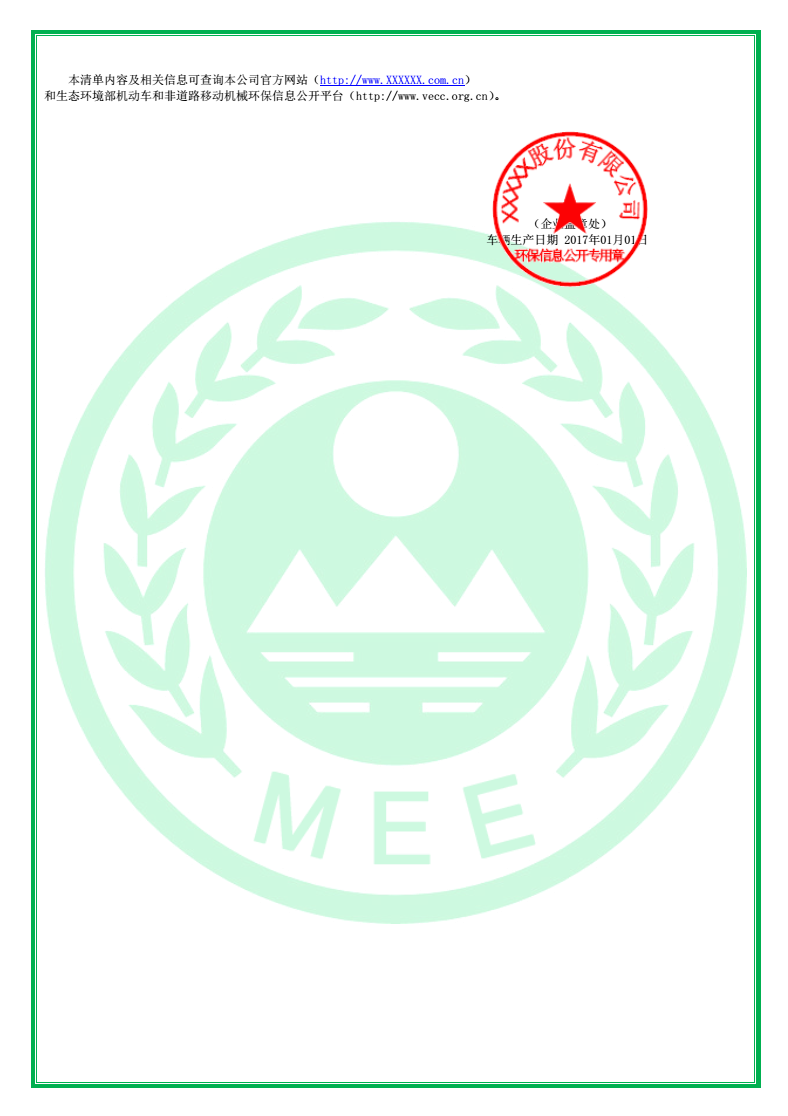 本清单内容及相关信息可查询本公司官方网站（http://www.XXXXXX.com.cn）
和生态环境部机动车和非道路移动机械环保信息公开平台（http://www.vecc.org.cn）。
XXXXX股份有限公司
（企业盖章处）
车辆生产日期 2017年01月01日
环保信息公开专用章
MEE